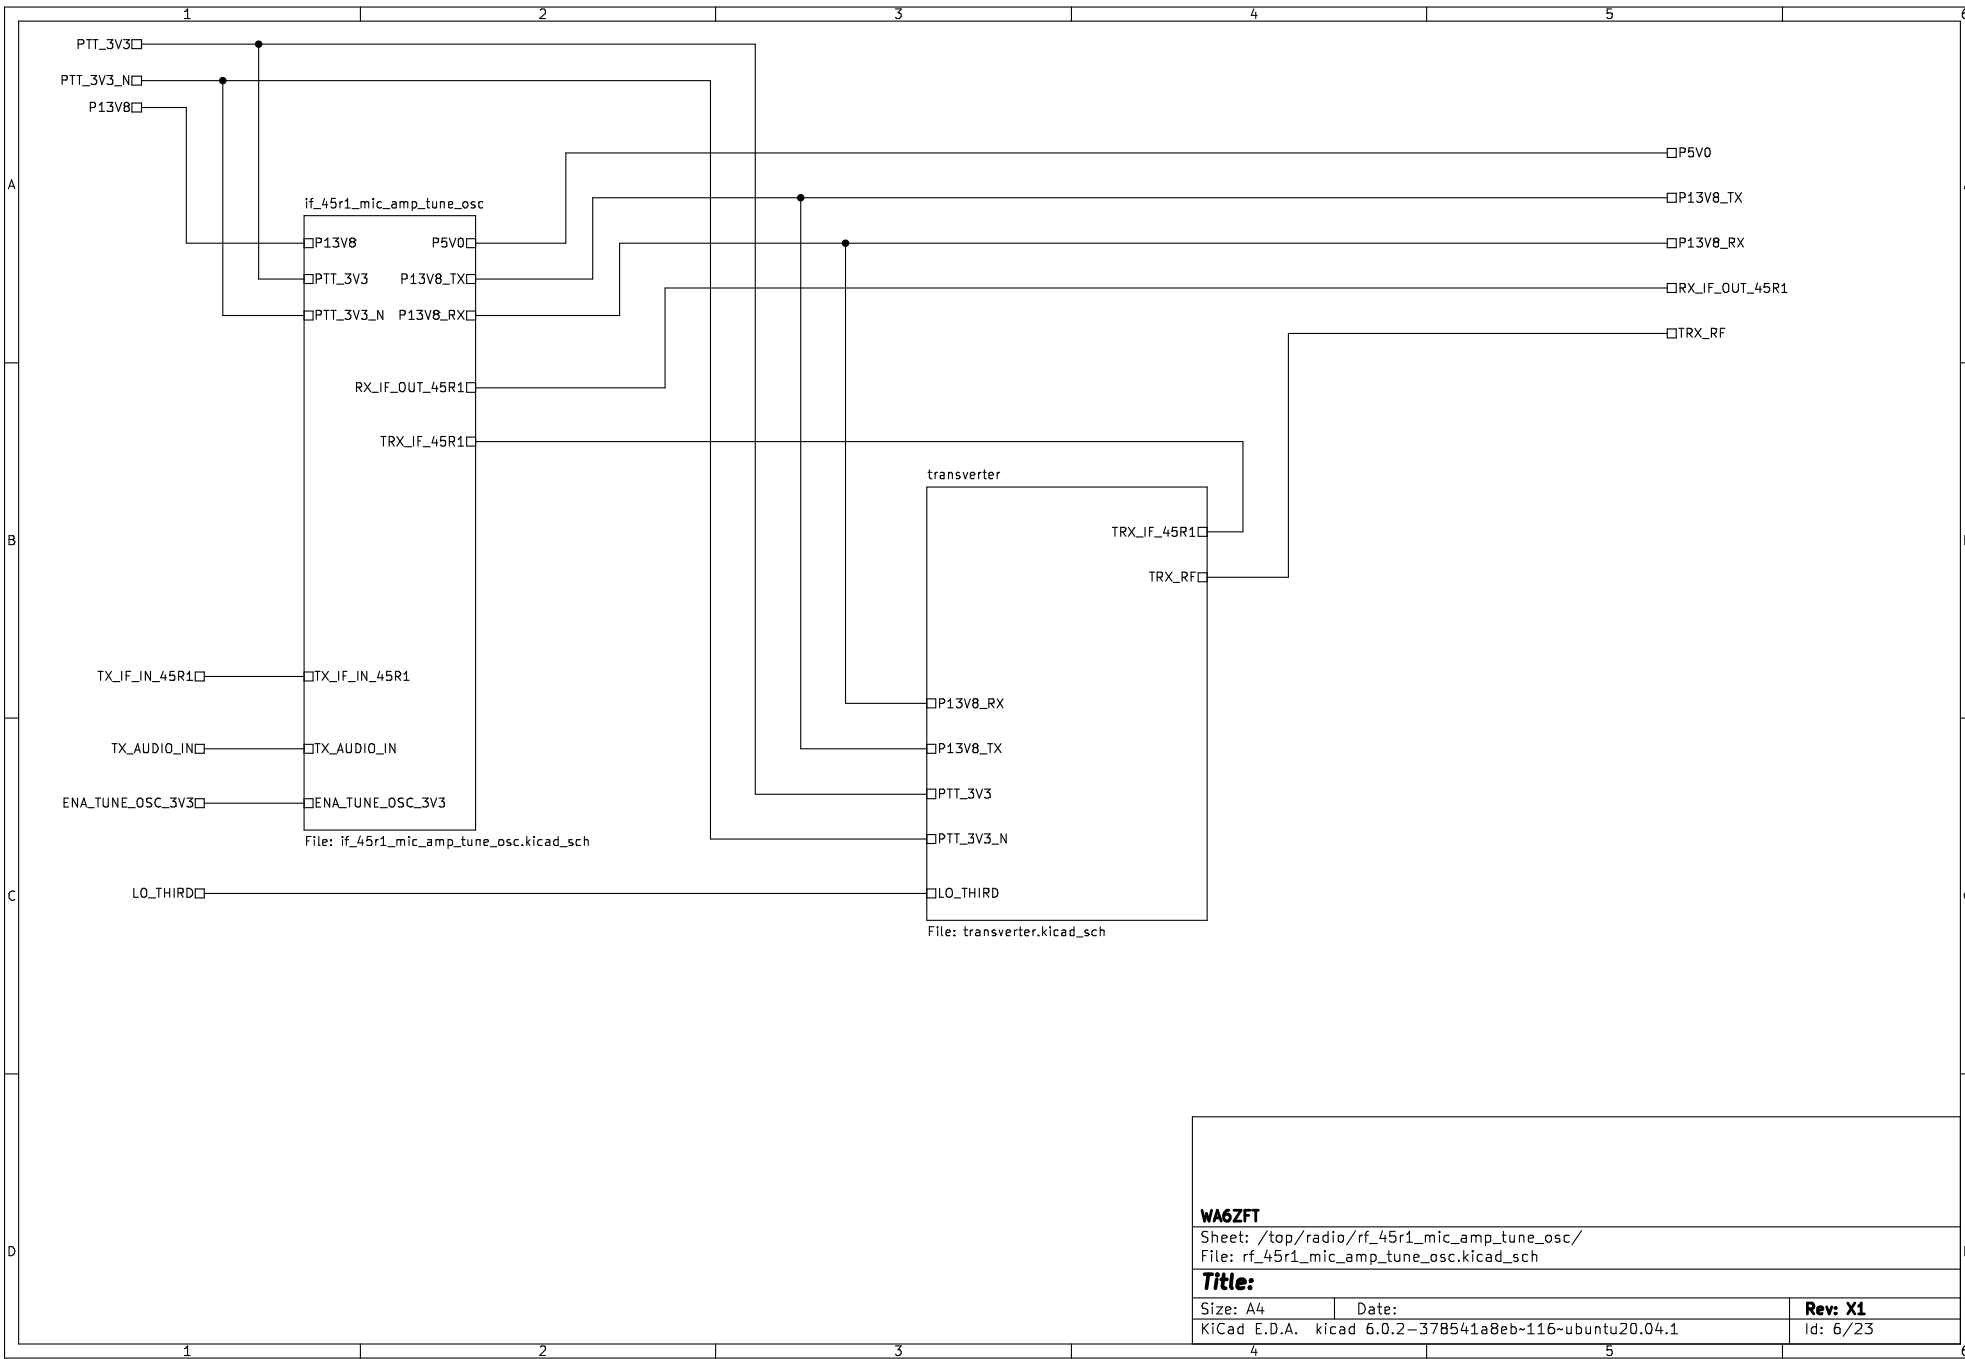 1 2 3 4 5 6
PTT_3V3
PTT_3V3_N
P13V8
P5V0
A
P13V8_TX
if_45r1_mic_amp_tune_osc
P13V8 P5V0
P13V8_RX
PTT_3V3 P13V8_TX
RX_IF_OUT_45R1
PTT_3V3_N P13V8_RX
TRX_RF
RX_IF_OUT_45R1
TRX_IF_45R1
transverter
TRX_IF_45R1
B
TRX_RF
TX_IF_IN_45R1 TX_IF_IN_45R1
P13V8_RX
TX_AUDIO_IN TX_AUDIO_IN
P13V8_TX
PTT_3V3
ENA_TUNE_OSC_3V3 ENA_TUNE_OSC_3V3
File: if_45r1_mic_amp_tune_osc.kicad_sch
PTT_3V3_N
LO_THIRD LO_THIRD
C
File: transverter.kicad_sch
WA6ZFT
Sheet: /top/radio/rf_45r1_mic_amp_tune_osc/
D
File: rf_45r1_mic_amp_tune_osc.kicad_sch
Title:
Size: A4 Date: Rev: X1
KiCad E.D.A. kicad 6.0.2-378541a8eb~116~ubuntu20.04.1 Id: 6/23
1 2 4 5 6